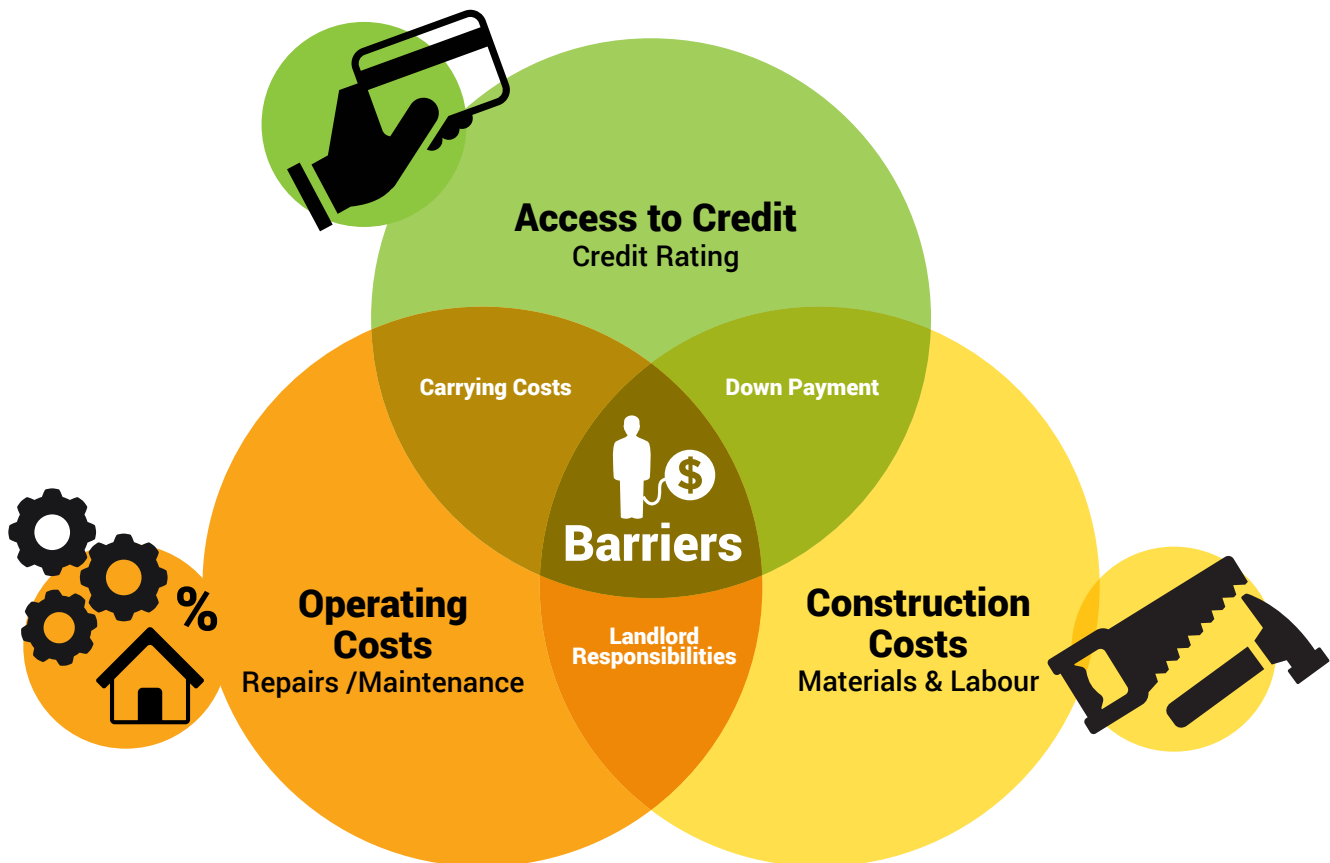 Access to Credit
Credit Rating
Carrying Costs
Down Payment
$
Barriers
%
Operating
Costs
Repairs /Maintenance
Landlord
Responsibilities
Construction
Costs
Materials & Labour